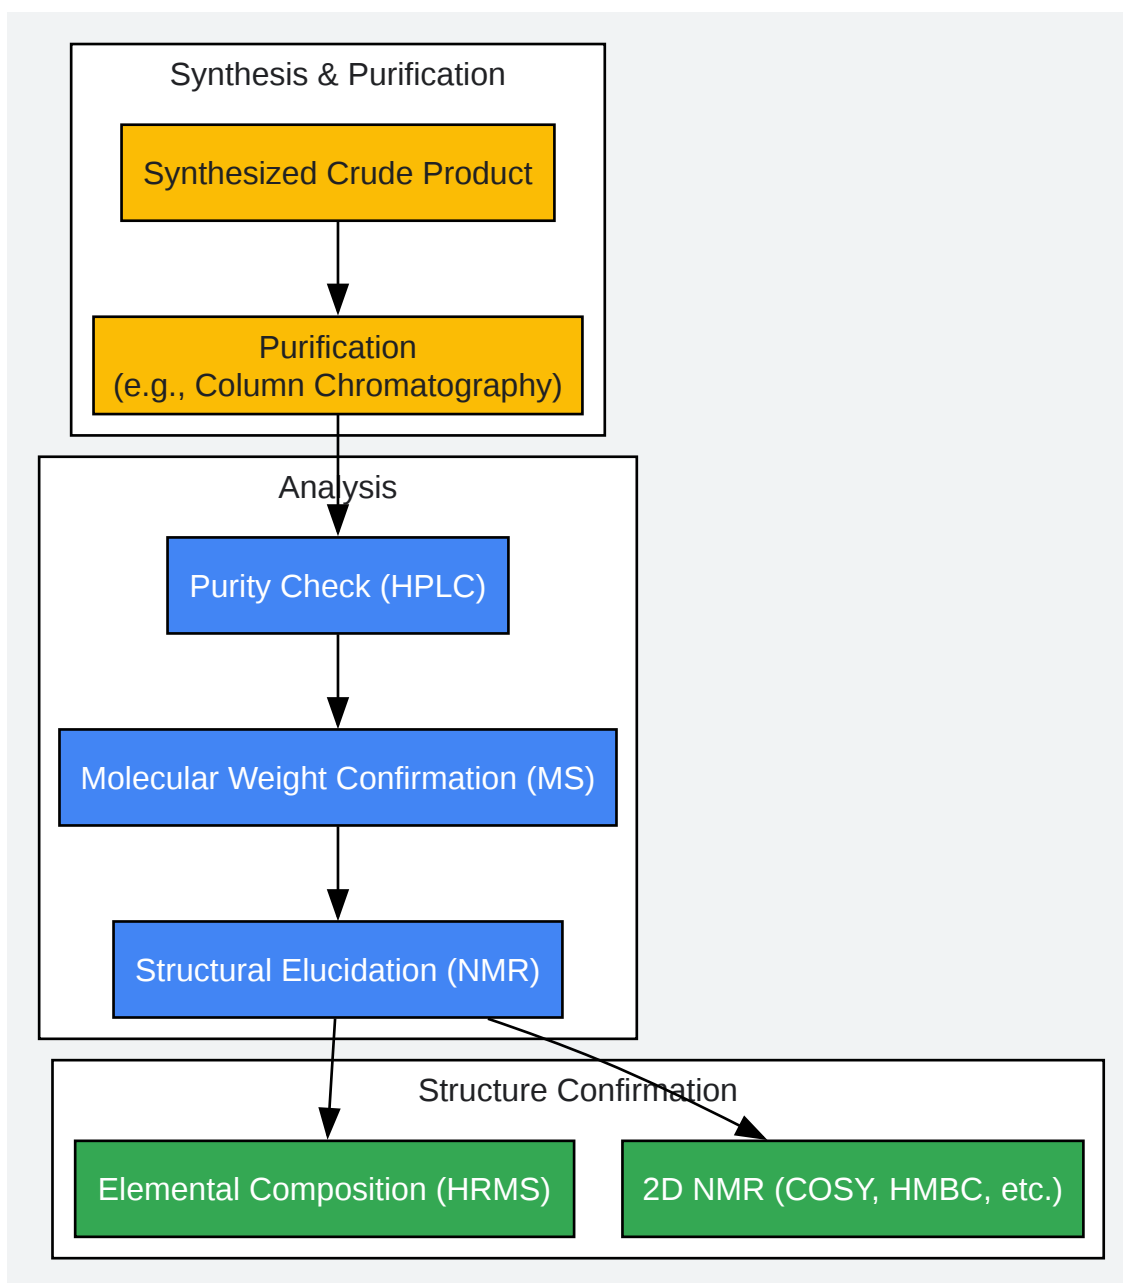 Synthesis & Purification
Synthesized Crude Product
Purification
(e.g., Column Chromatography)
Analysis
Purity Check (HPLC)
Molecular Weight Confirmation (MS)
Structural Elucidation (NMR)
Structure Confirmation
Elemental Composition (HRMS)
2D NMR (COSY, HMBC, etc.)